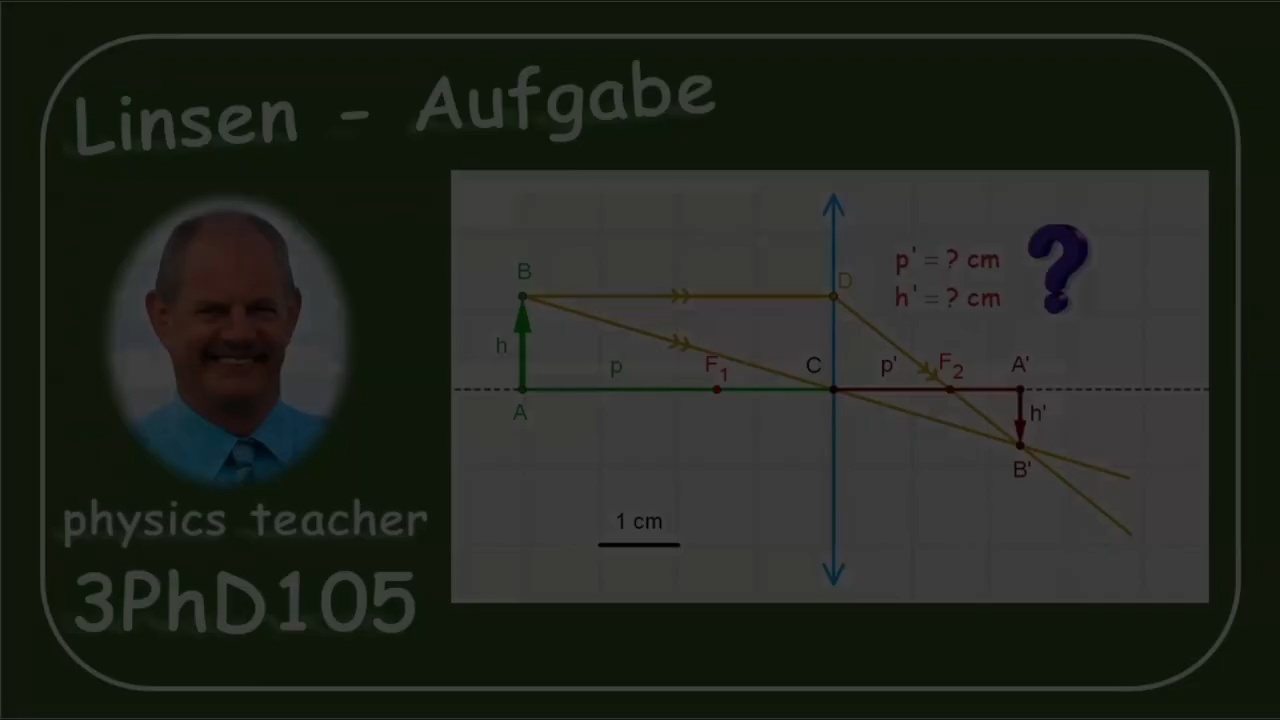 Linsen - Aufgabe
physics teacher
3PhD105
p' = ? cm
h' = ? cm
?
B
D
h
p
F1
C
p'
F2
A'
A
h'
B'
1 cm